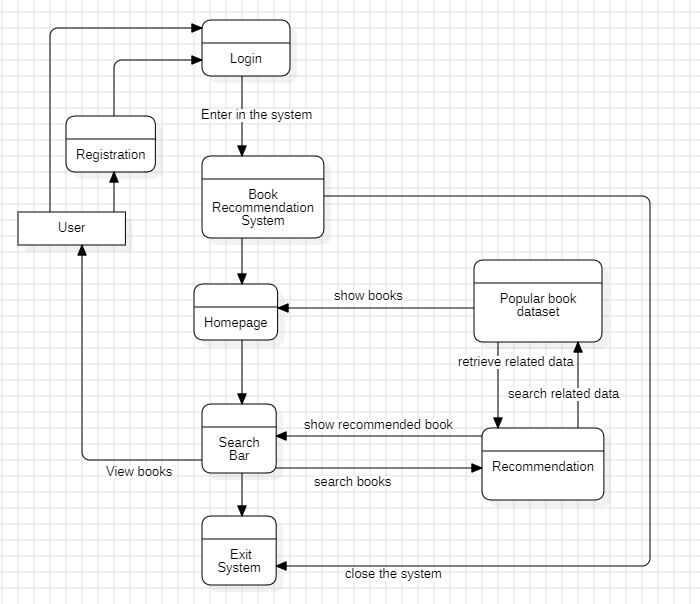 Login
Enter in the system
Registration
Book
Recommendation
System
User
Popular book
dataset
show books
Homepage
retrieve related data
search related data
show recommended book
Search
Bar
Recommendation
View books
search books
Exit
System
close the system